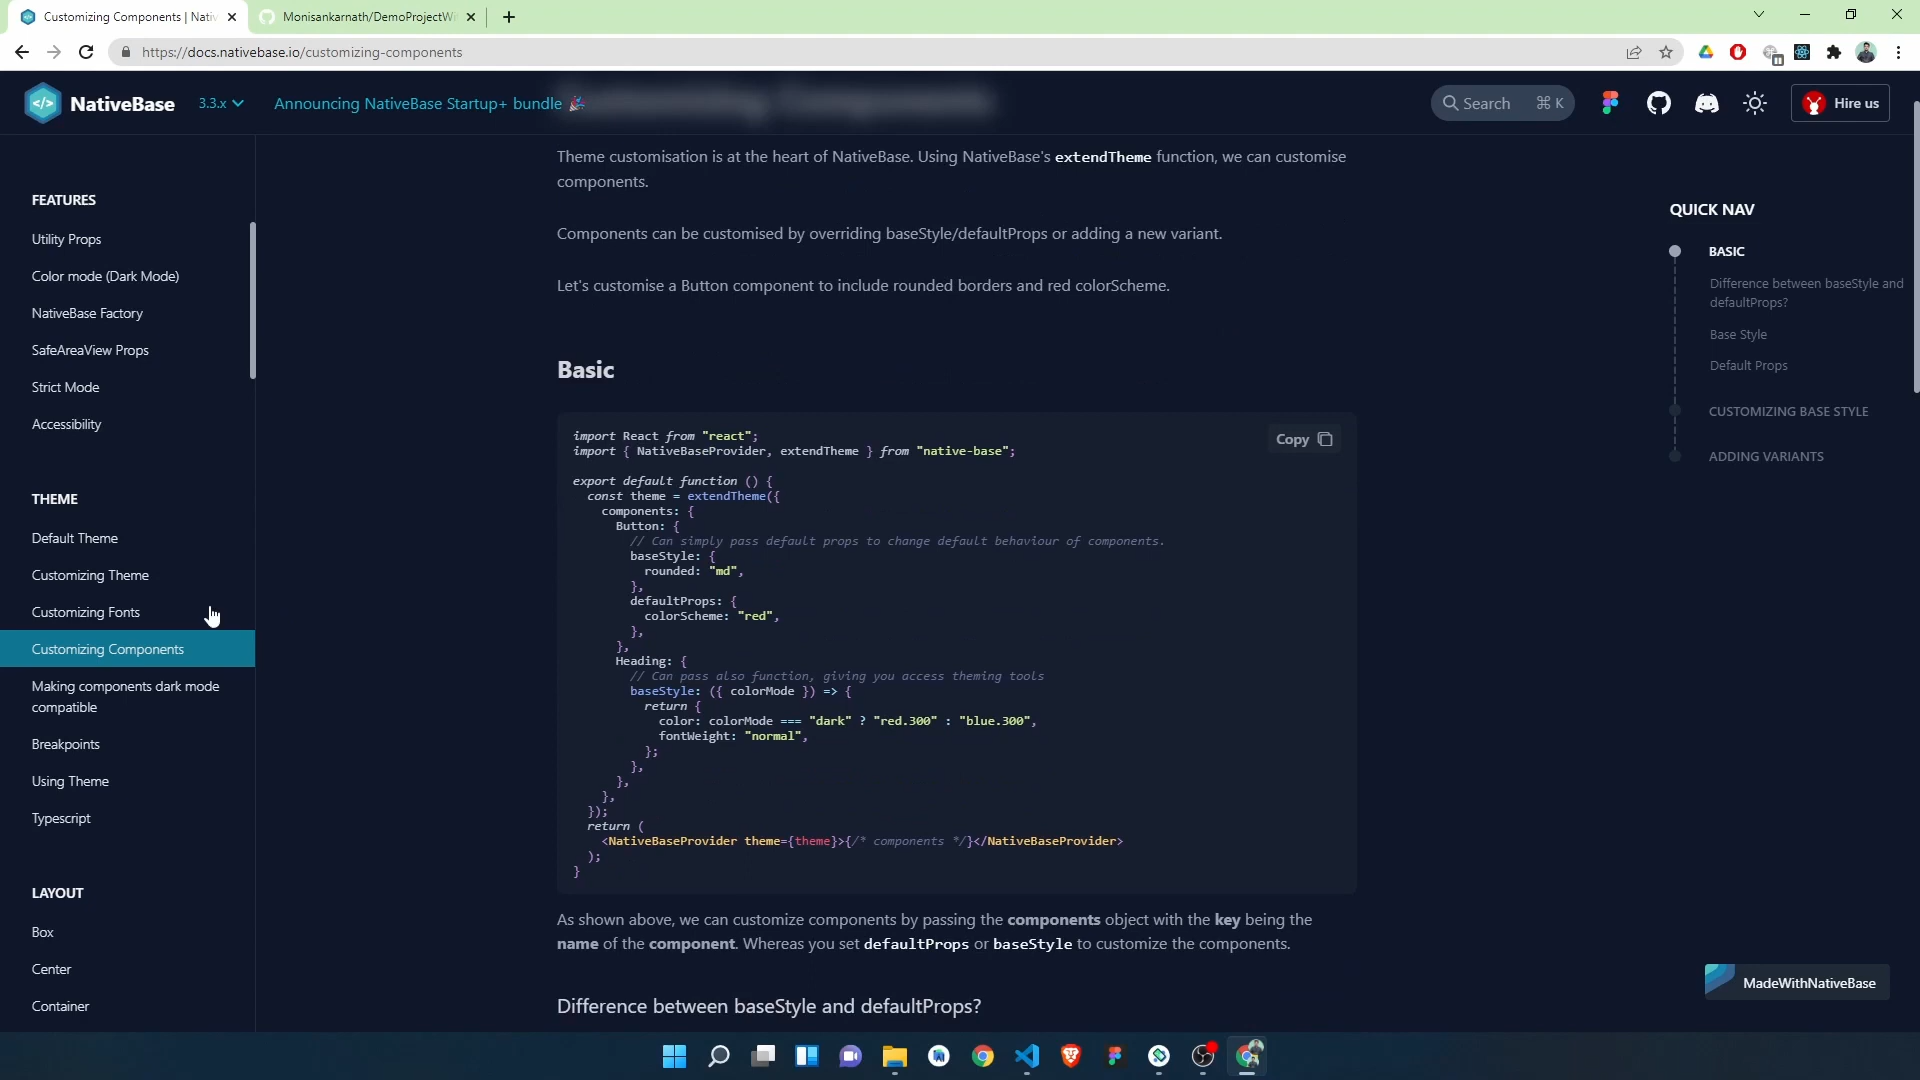 Customizing Components | Nativ
Monisankarnath/DemoProjectWi
https://docs.nativebase.io/customizing-components
NativeBase
3.3.x
Announcing NativeBase Startup+ bundle 🎉
Customizing Components
Search
⌘ K
Hire us
FEATURES
Utility Props
Color mode (Dark Mode)
NativeBase Factory
SafeAreaView Props
Strict Mode
Accessibility
THEME
Default Theme
Customizing Theme
Customizing Fonts
Customizing Components
Making components dark mode
compatible
Breakpoints
Using Theme
Typescript
LAYOUT
Box
Center
Container
Theme customisation is at the heart of NativeBase. Using NativeBase's extendTheme function, we can customise
components.
Components can be customised by overriding baseStyle/defaultProps or adding a new variant.
Let's customise a Button component to include rounded borders and red colorScheme.
Basic
Copy
import React from "react";
import { NativeBaseProvider, extendTheme } from "native-base";
export default function () {
const theme = extendTheme({
components: {
Button: {
// Can simply pass default props to change default behaviour of components.
baseStyle: {
rounded: "md",
},
defaultProps: {
colorScheme: "red",
},
},
Heading: {
// Can pass also function, giving you access theming tools
baseStyle: ({ colorMode }) => {
return {
color: colorMode === "dark" ? "red.300" : "blue.300",
fontWeight: "normal",
};
},
},
},
});
return (
<NativeBaseProvider theme={theme}>{/* components */}</NativeBaseProvider>
);
}
As shown above, we can customize components by passing the components object with the key being the
name of the component. Whereas you set defaultProps or baseStyle to customize the components.
Difference between baseStyle and defaultProps?
QUICK NAV
BASIC
Difference between baseStyle and
defaultProps?
Base Style
Default Props
CUSTOMIZING BASE STYLE
ADDING VARIANTS
MadeWithNativeBase